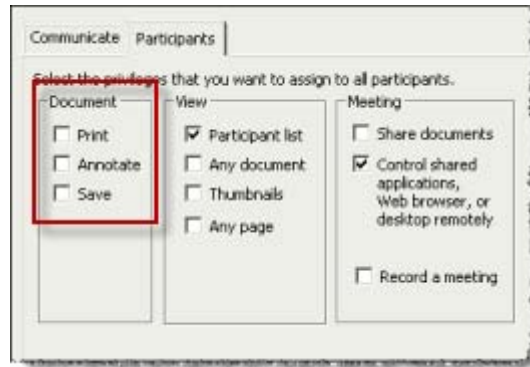 Communicate Participants
Select the privileges that you want to assign to all participants.
Document
Print
Annotate
Save
View
Participant list
Any document
Thumbnails
Any page
Meeting
Share documents
Control shared
applications,
Web browser, or
desktop remotely
Record a meeting